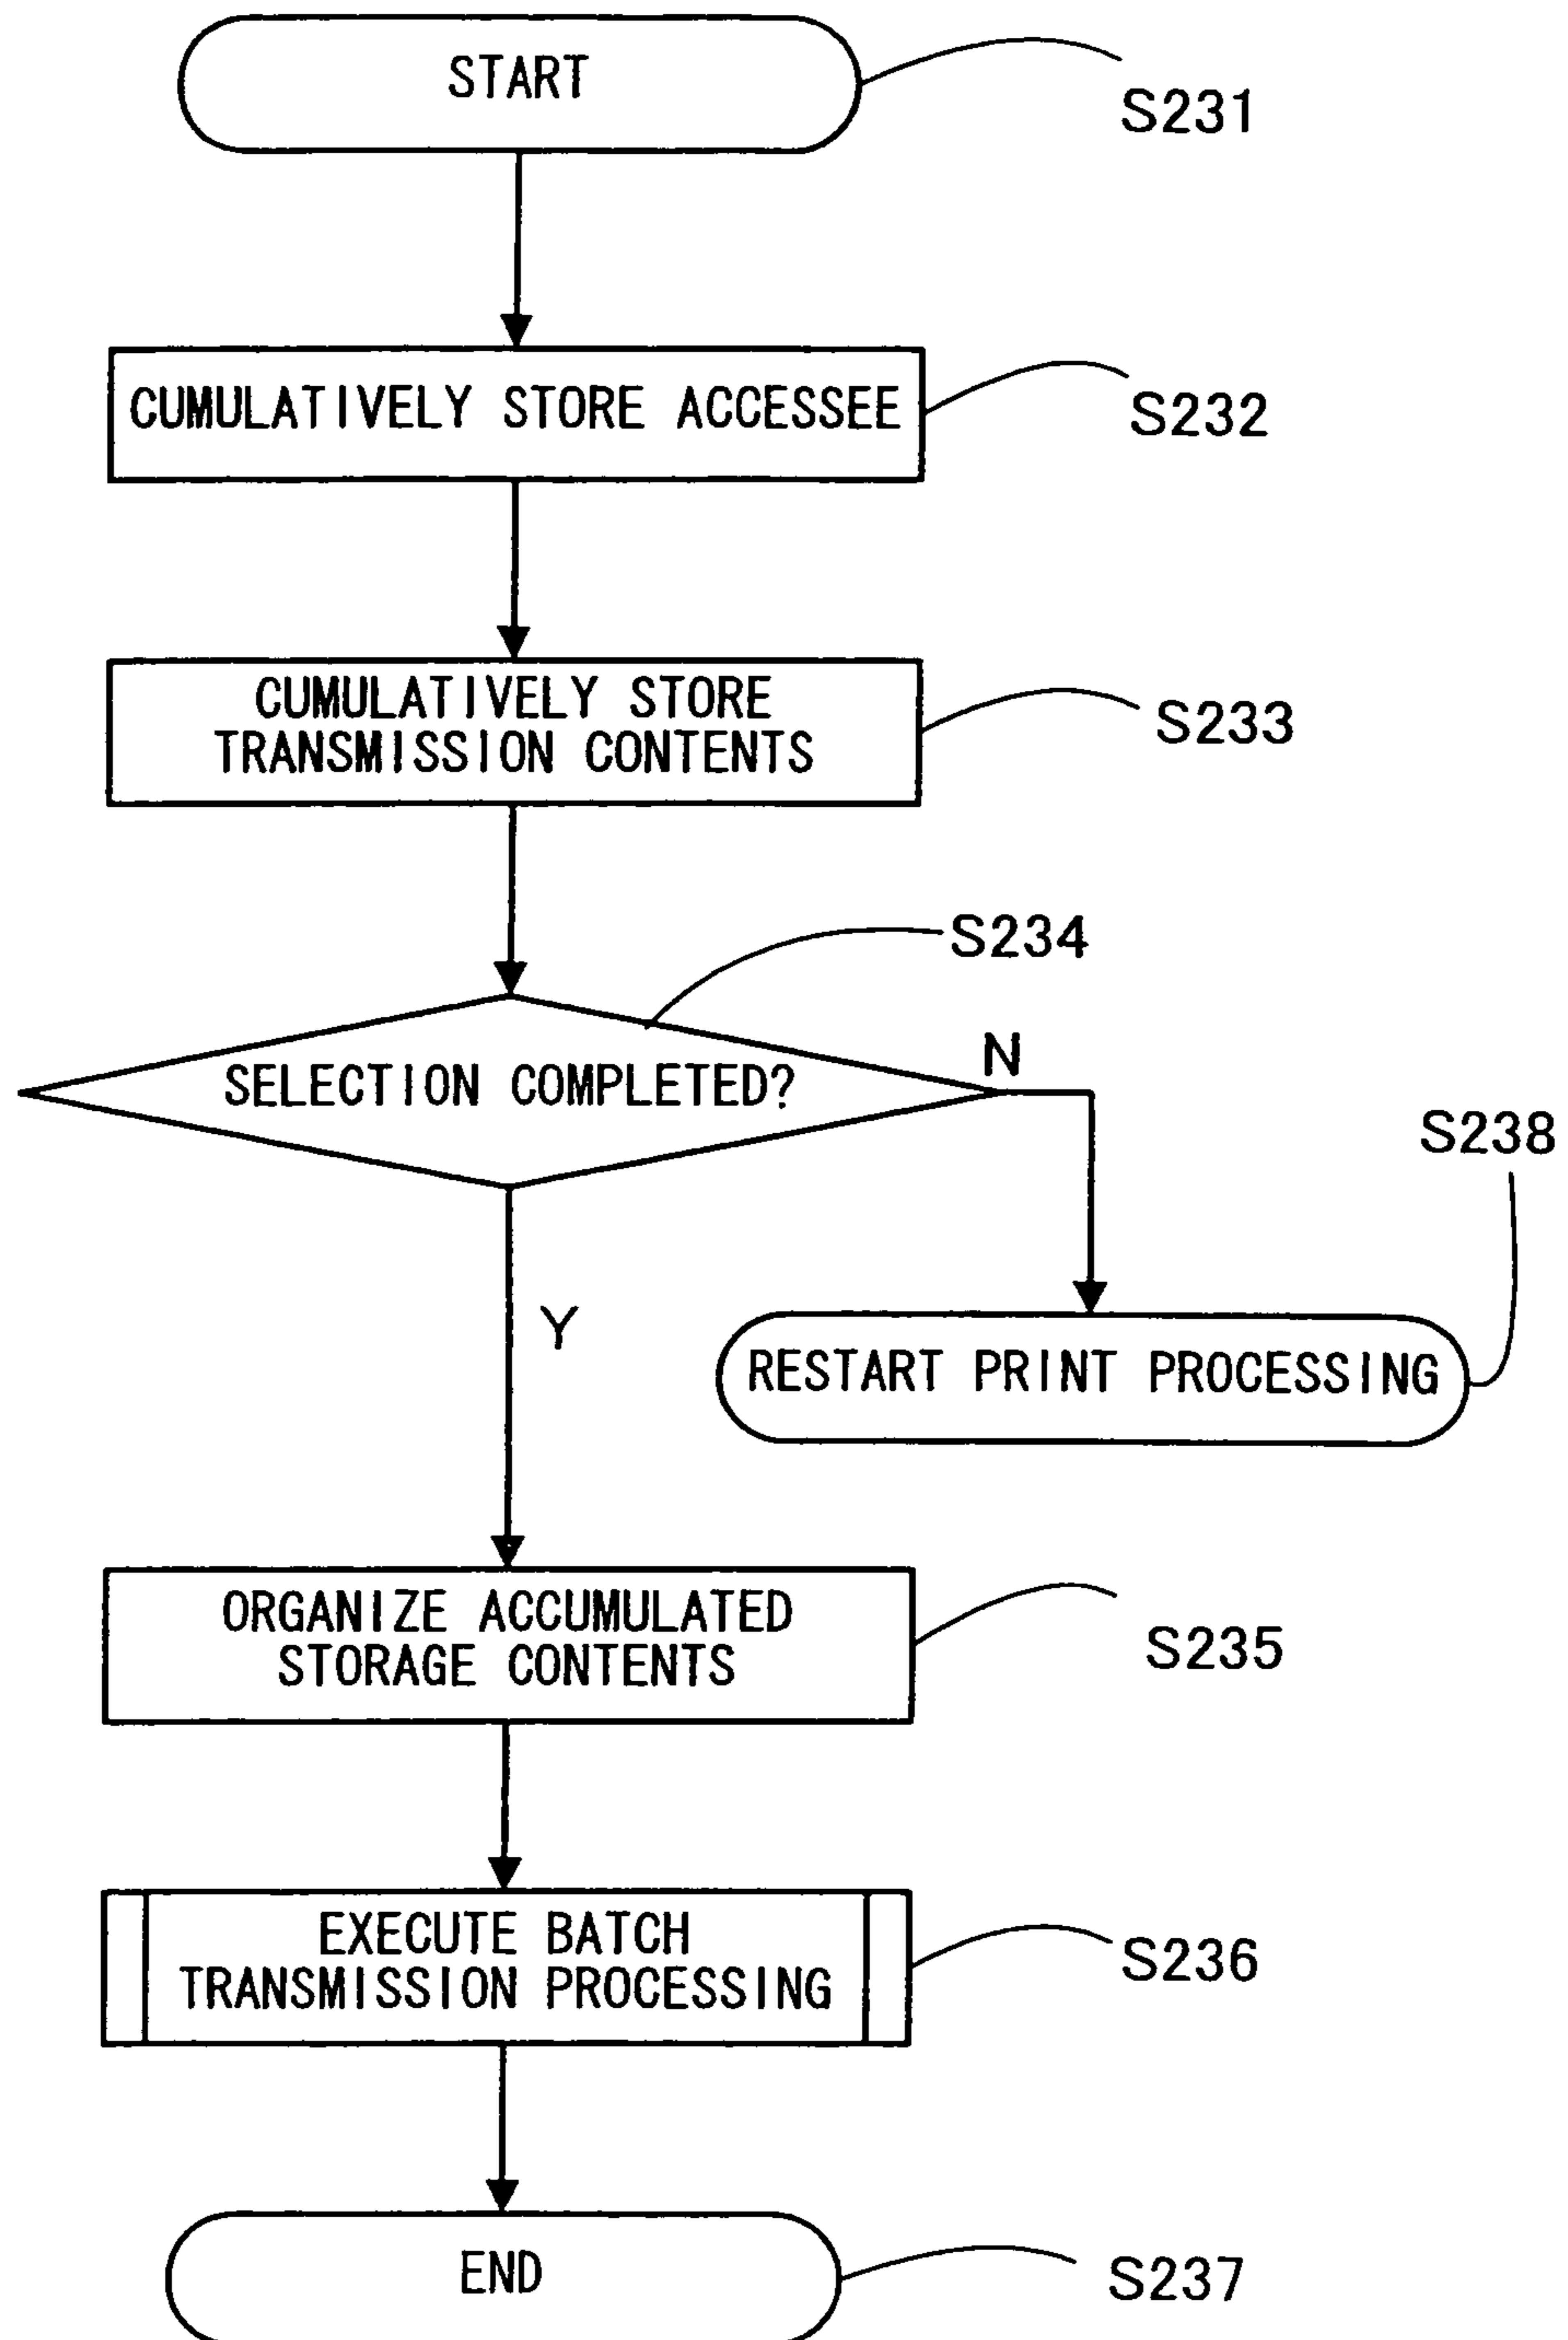 START
S231
CUMULATIVELY STORE ACCESSEE
S232
CUMULATIVELY STORE
TRANSMISSION CONTENTS
S233
S234
SELECTION COMPLETED?
N
S238
Y
RESTART PRINT PROCESSING
ORGANIZE ACCUMULATED
STORAGE CONTENTS
S235
EXECUTE BATCH
TRANSMISSION PROCESSING
S236
END
S237